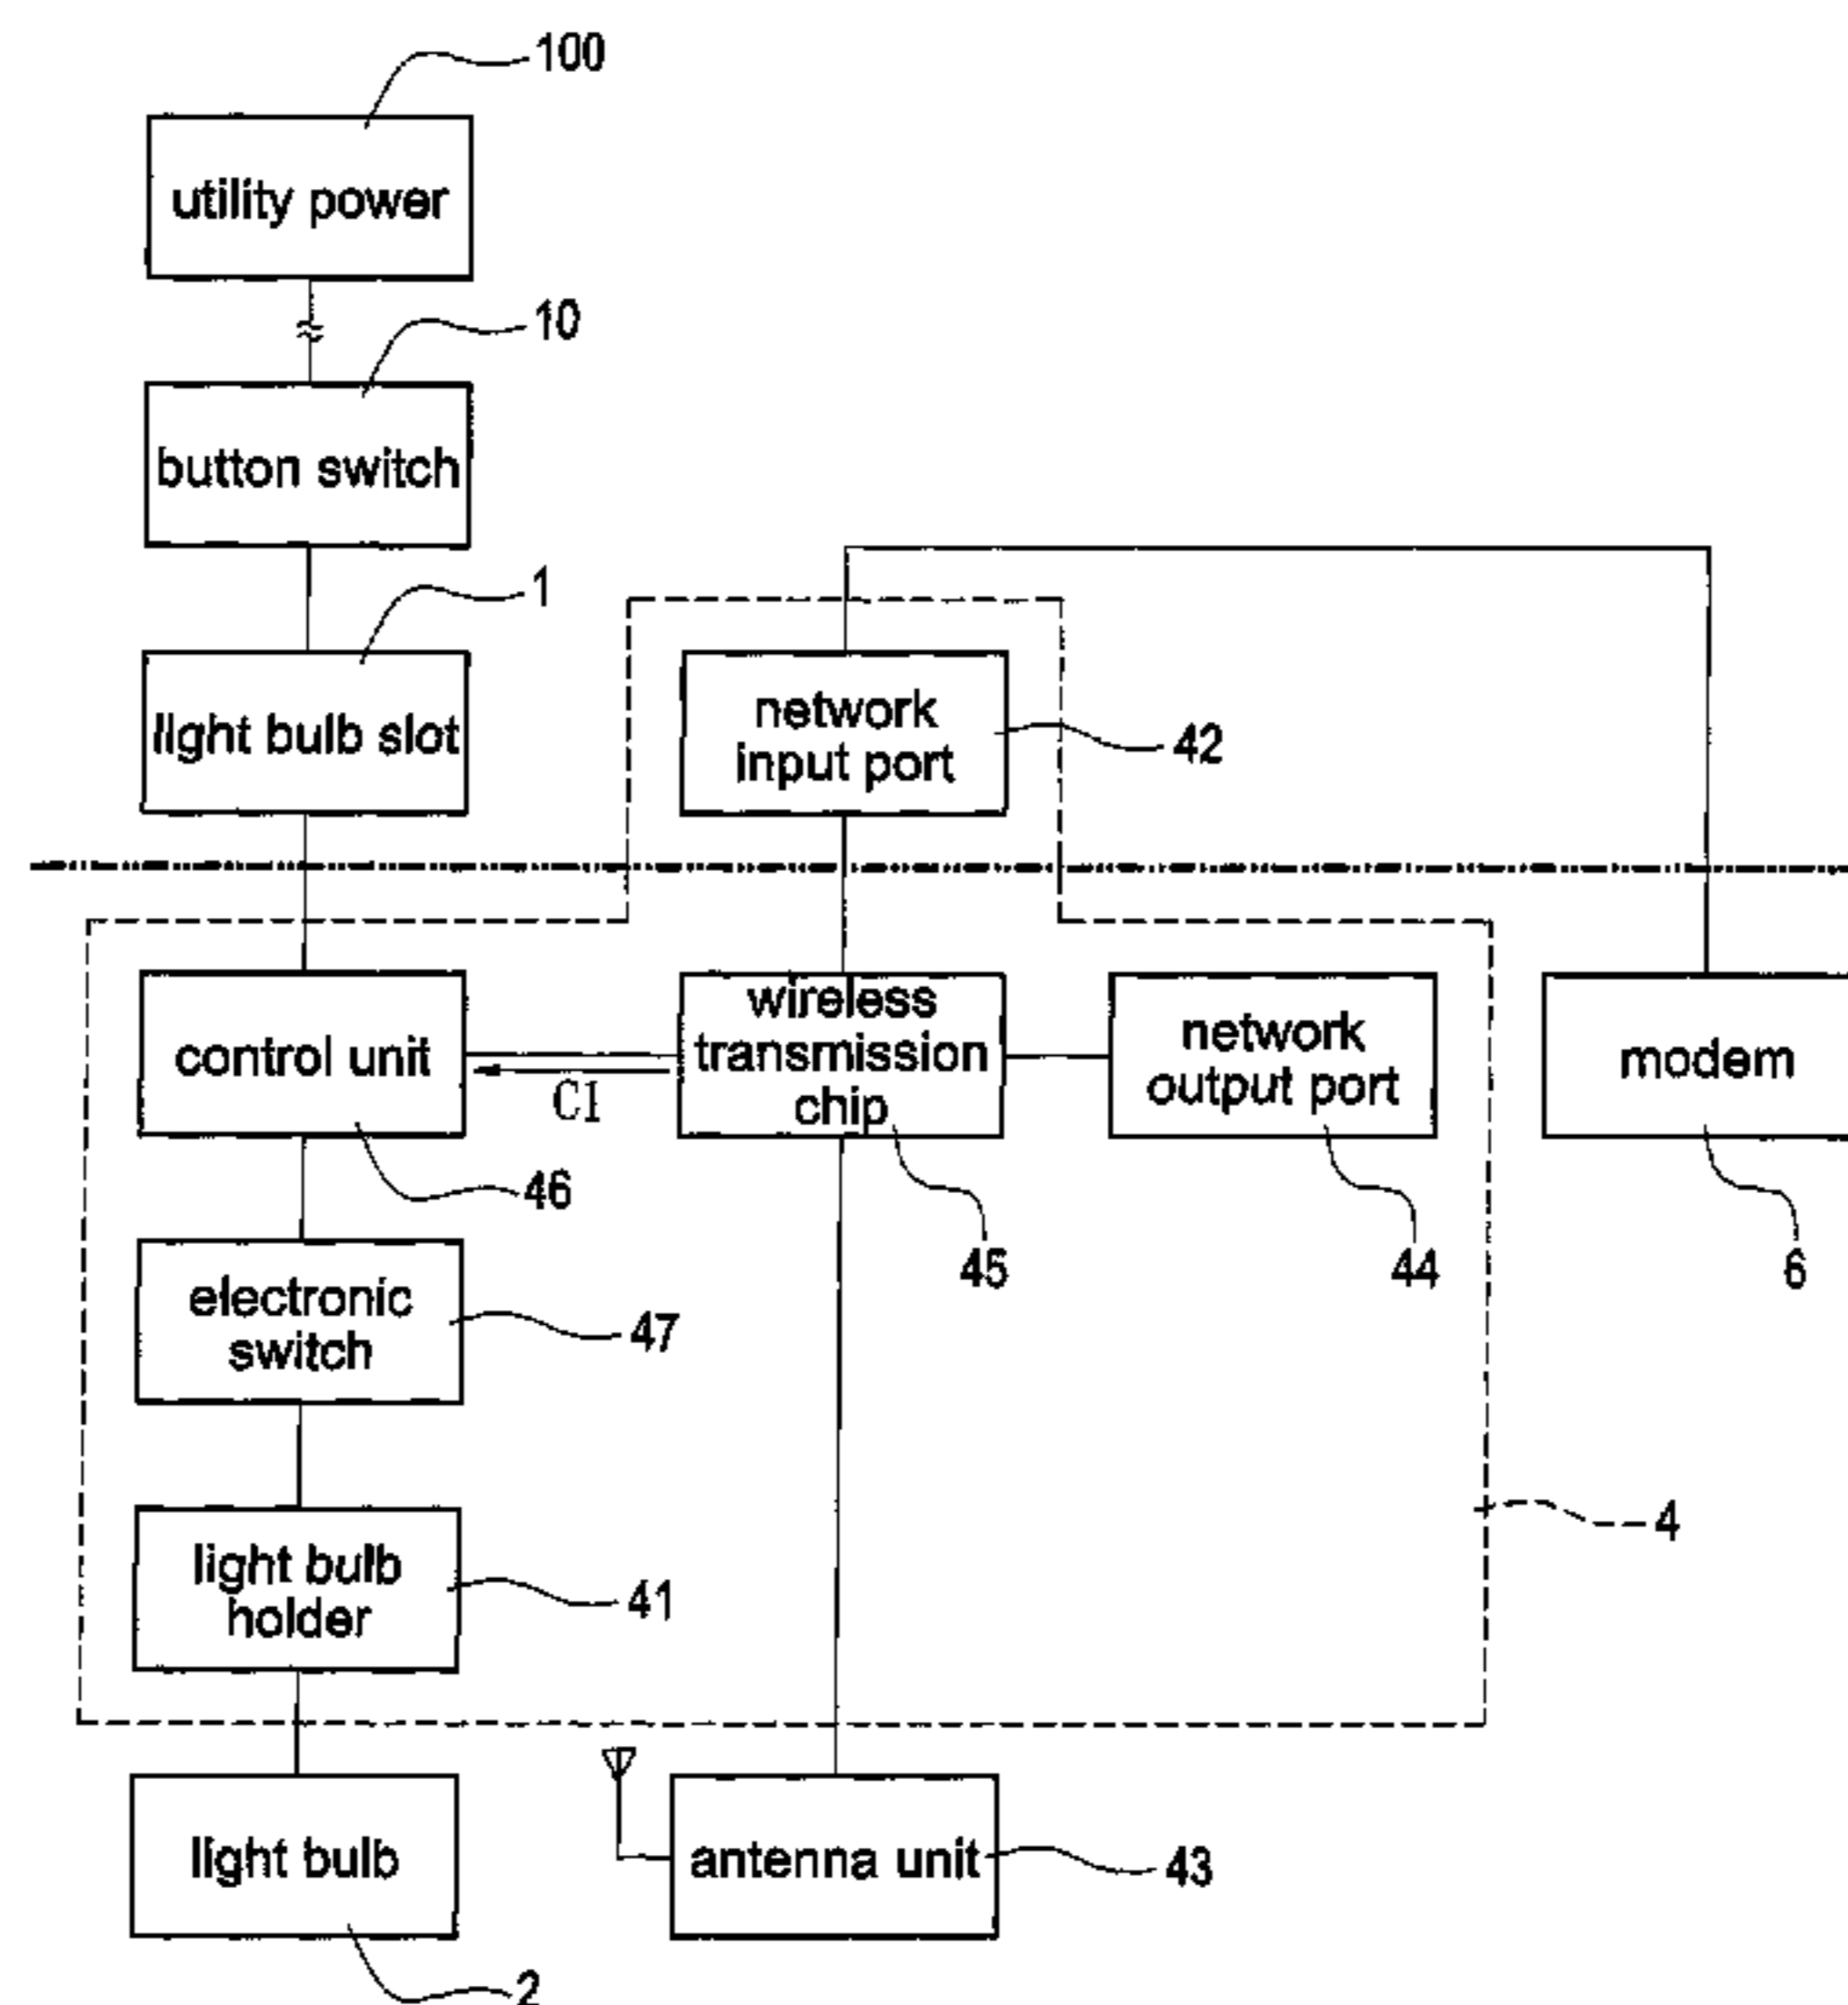 100
utility power
10
button switch
1
light bulb slot
network
input port
42
control unit
C1
wireless
transmission
chip
network
output port
modem
46
45
44
6
electronic
switch
47
4
light bulb
holder
41
light bulb
antenna unit
43
2